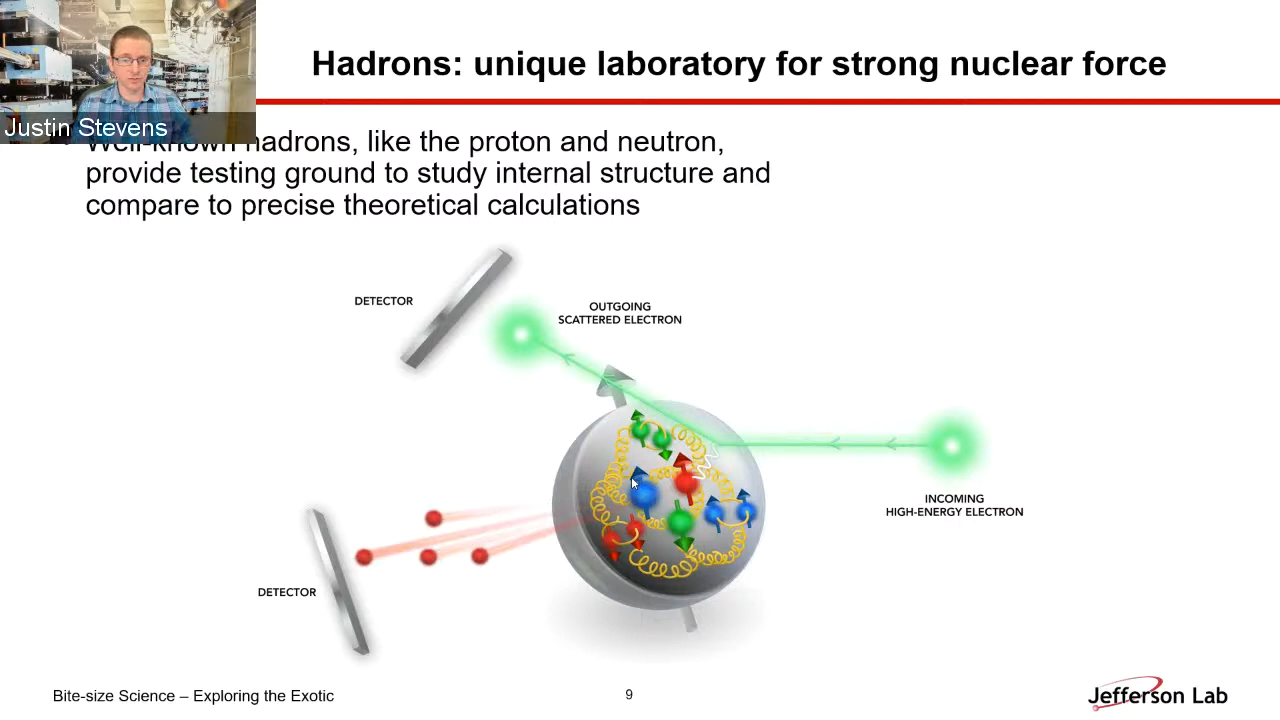 Hadrons: unique laboratory for strong nuclear force
Justin Stevens
Well-known hadrons, like the proton and neutron,
provide testing ground to study internal structure and
compare to precise theoretical calculations
DETECTOR
OUTGOING
SCATTERED ELECTRON
INCOMING
HIGH-ENERGY ELECTRON
DETECTOR
Bite-size Science – Exploring the Exotic
9
Jefferson Lab